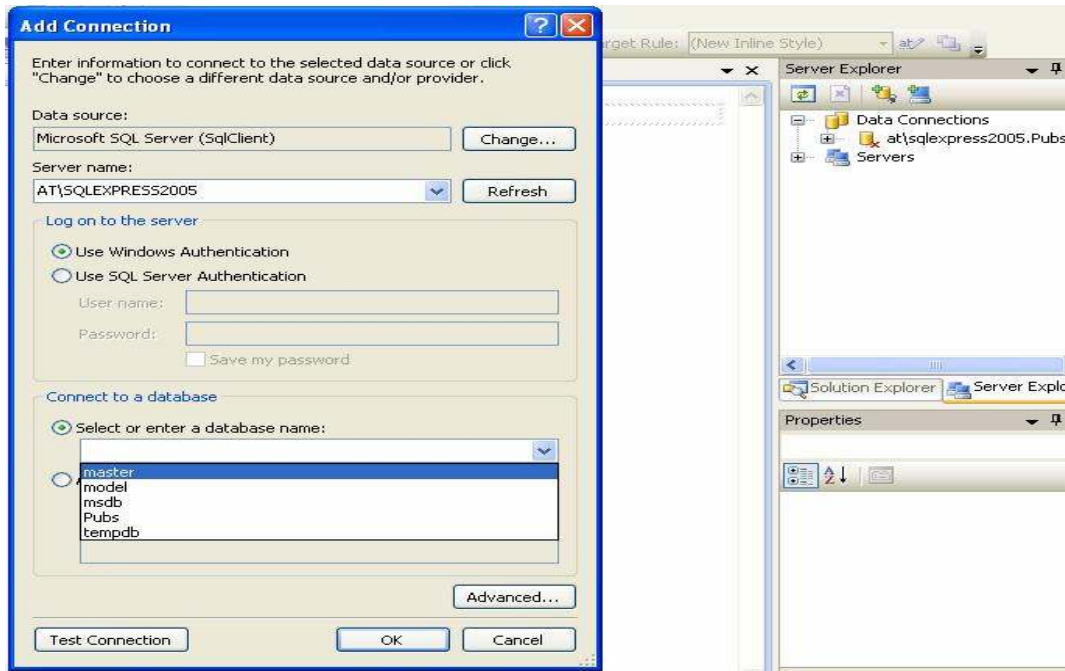 Add Connection
Enter information to connect to the selected data source or click
"Change" to choose a different data source and/or provider.
Data source:
Microsoft SQL Server (SqlClient)
Change...
Server name:
AT\SQLEXPRESS2005
Refresh
Log on to the server
Use Windows Authentication
Use SQL Server Authentication
User name:
Password:
Save my password
Connect to a database
Select or enter a database name:
master
model
msdb
Pubs
tempdb
Advanced...
Test Connection
OK
Cancel
rget Rule: (New Inline Style)
Server Explorer
Data Connections
at\sqlexpress2005.Pubs
Servers
Solution Explorer
Server Explo
Properties